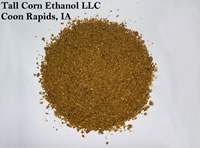 Tall Corn Ethanol LLC
Coon Rapids, IA